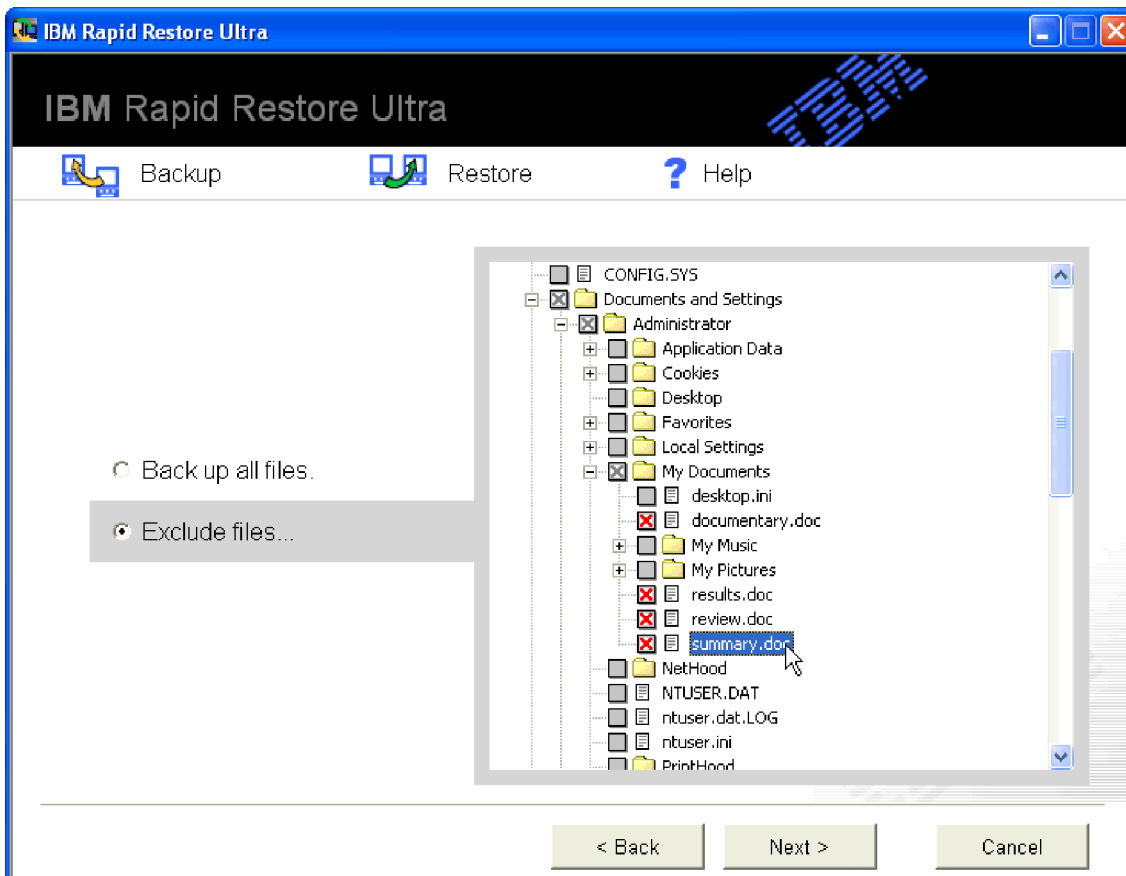 IBM Rapid Restore Ultra
IBM Rapid Restore Ultra
IBM
Backup
Restore
? Help
CONFIG.SYS
Documents and Settings
Administrator
Application Data
Cookies
Desktop
Favorites
Local Settings
Back up all files.
My Documents
desktop.ini
Exclude files...
documentary.doc
My Music
My Pictures
results.doc
review.doc
summary.doc
NetHood
NTUSER.DAT
ntuser.dat.LOG
ntuser.ini
PrintHood
< Back
Next >
Cancel